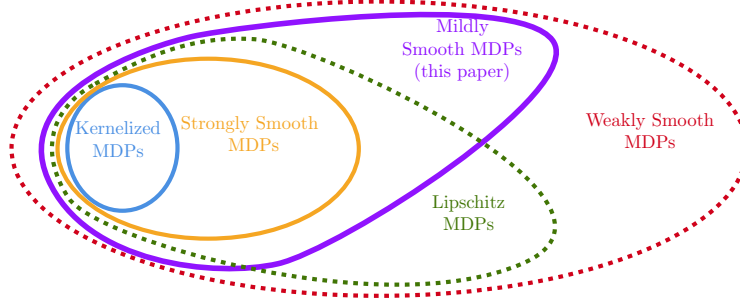 Mildly
Smooth MDPs
(this paper)
Kernelized
MDPs
Strongly Smooth
MDPs
Weakly Smooth
MDPs
Lipschitz
MDPs